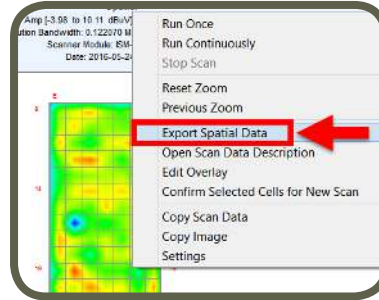 Amp [-3.98 to 10.11 dBuV]
ution Bandwidth: 0.122070 M
Scanner Module: ISM-
Date: 2016-05-2
Run Once
Run Continuously
Stop Scan
Reset Zoom
Previous Zoom
Export Spatial Data
Open Scan Data Description
Edit Overlay
Confirm Selected Cells for New Scan
Copy Scan Data
Copy Image
Settings